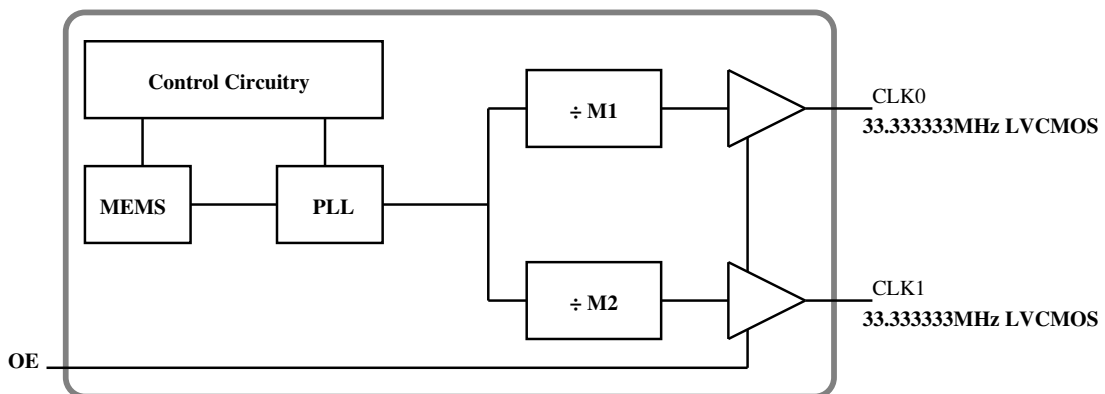 Control Circuitry
÷ M1
CLK0
33.333333MHz LVCMOS
MEMS
PLL
÷ M2
CLK1
33.333333MHz LVCMOS
OE